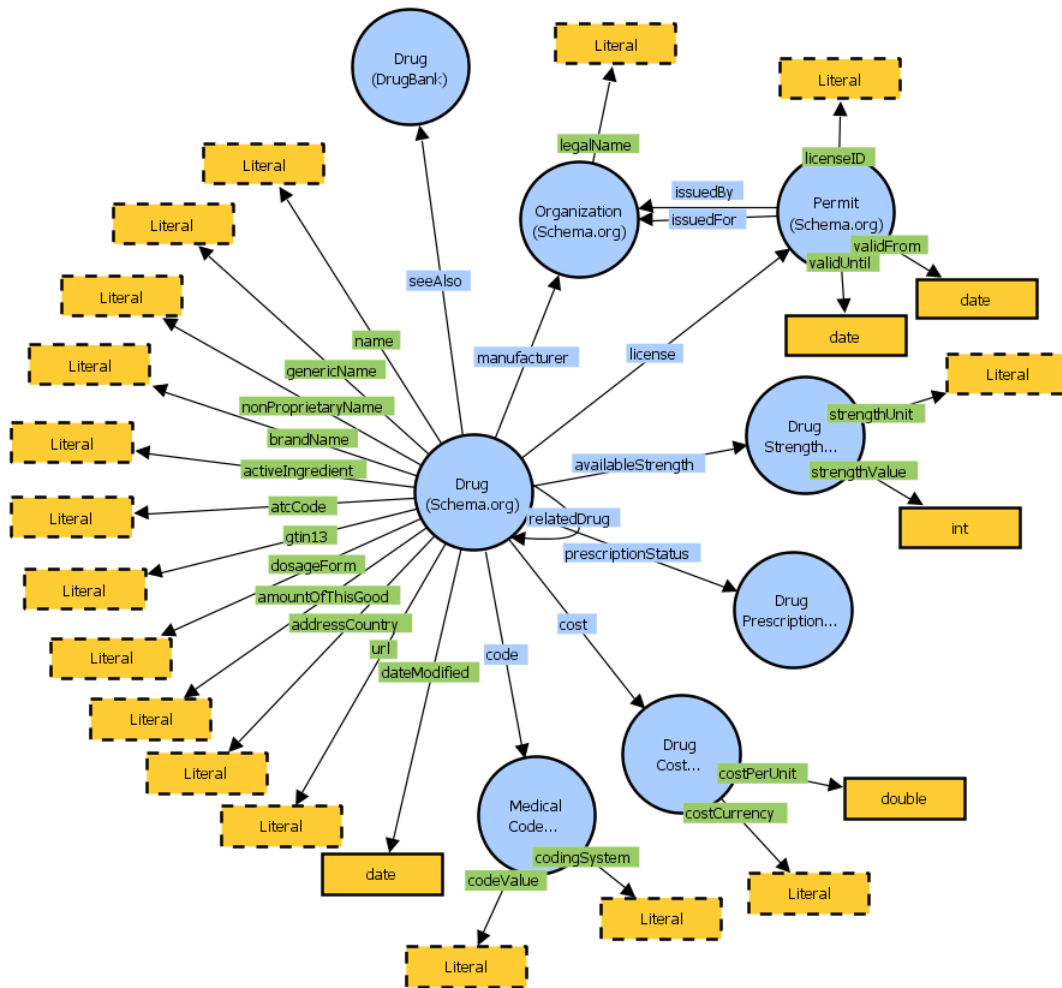 Drug
(DrugBank)
Literal
Literal
legalName
licenseID
Literal
Literal
Organization
(Schema.org)
issuedBy
issuedFor
Permit
(Schema.org)
validFrom
validUntil
date
date
seeAlso
Literal
name
manufacturer
license
Literal
genericName
Literal
nonProprietaryName
brandName
Literal
activeIngredient
Drug
(Schema.org)
availableStrength
Drug
Strength...
strengthUnit
Literal
strengthValue
int
Literal
atcCode
relatedDrug
gtin13
prescriptionStatus
Literal
dosageForm
amountOfThisGood
Drug
Prescription...
addressCountry
cost
Literal
url
code
dateModified
Literal
Literal
Drug
Cost...
costPerUnit
double
costCurrency
Literal
Literal
Medical
Code...
date
codingSystem
codeValue
Literal
Literal